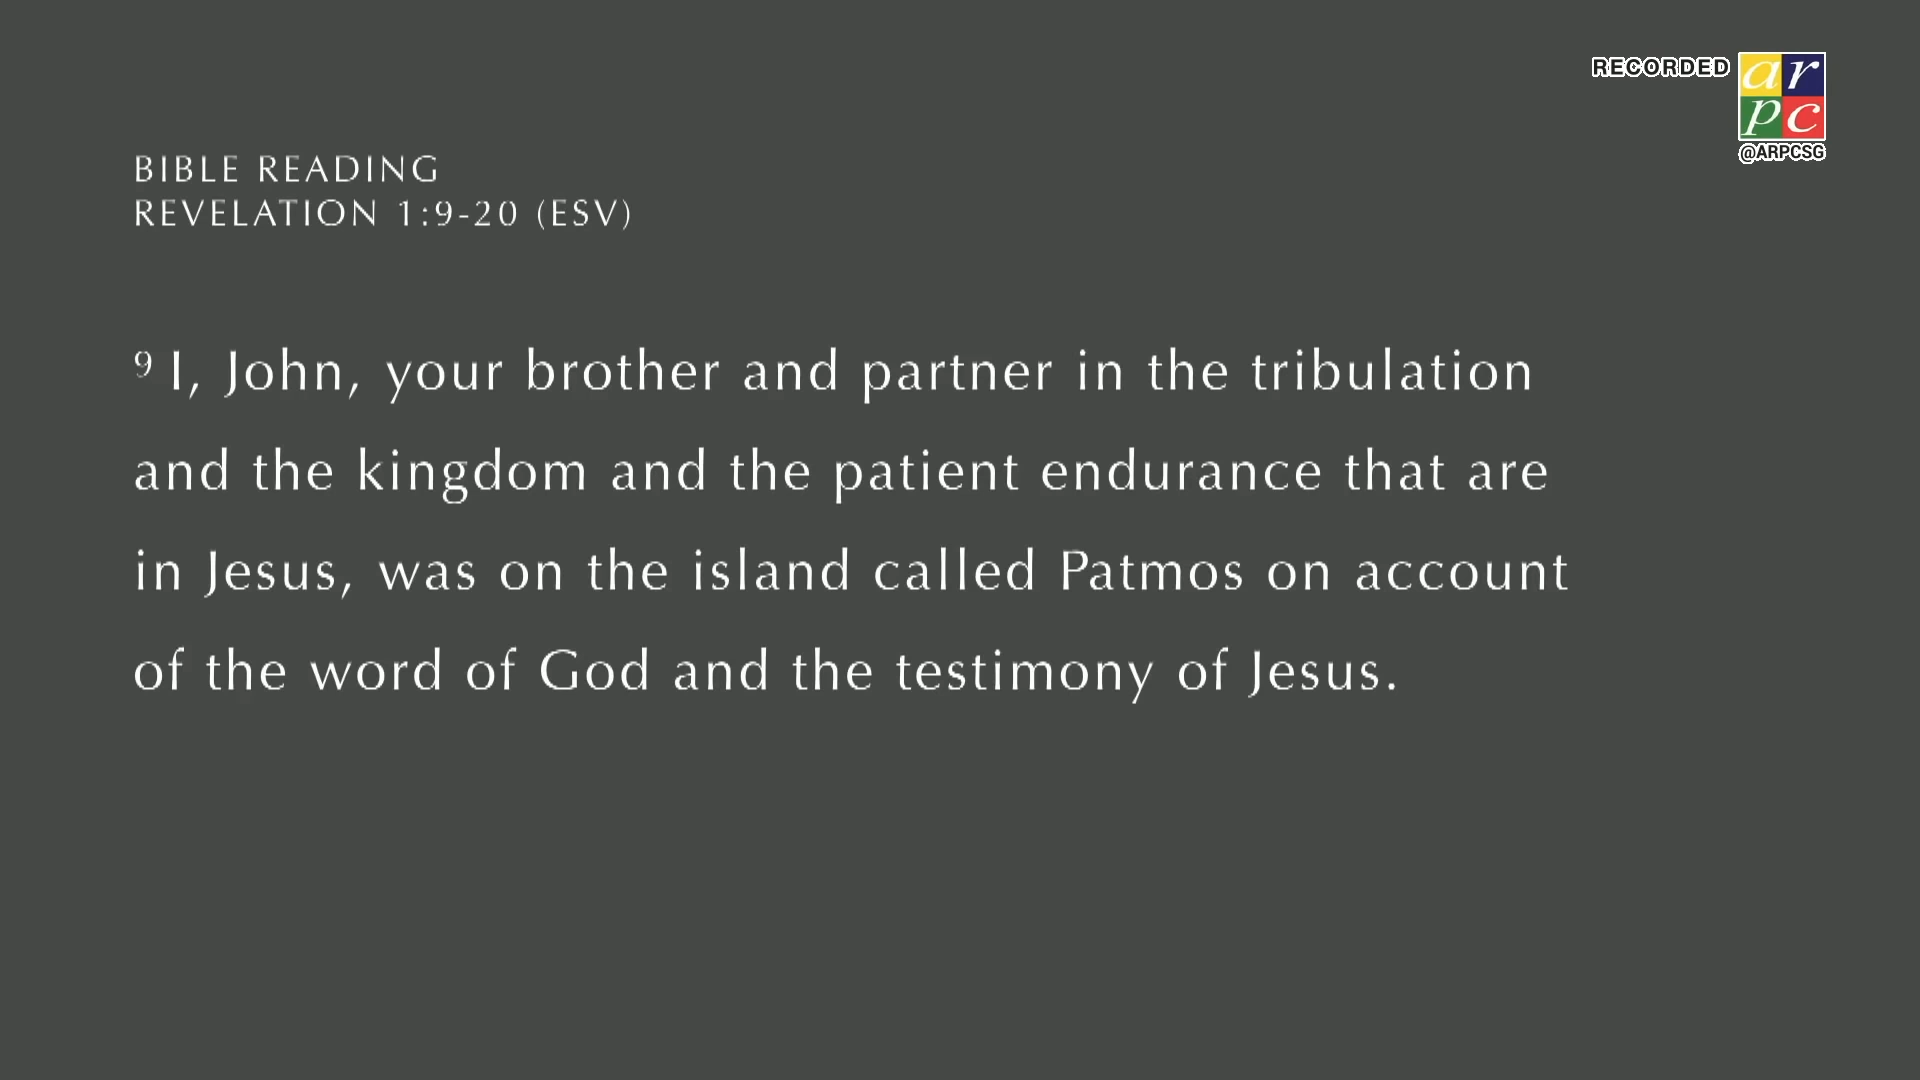 RECORDED
ar
pc
@ARPCSG
BIBLE READING
REVELATION 1:9-20 (ESV)
9 I, John, your brother and partner in the tribulation
and the kingdom and the patient endurance that are
in Jesus, was on the island called Patmos on account
of the word of God and the testimony of Jesus.